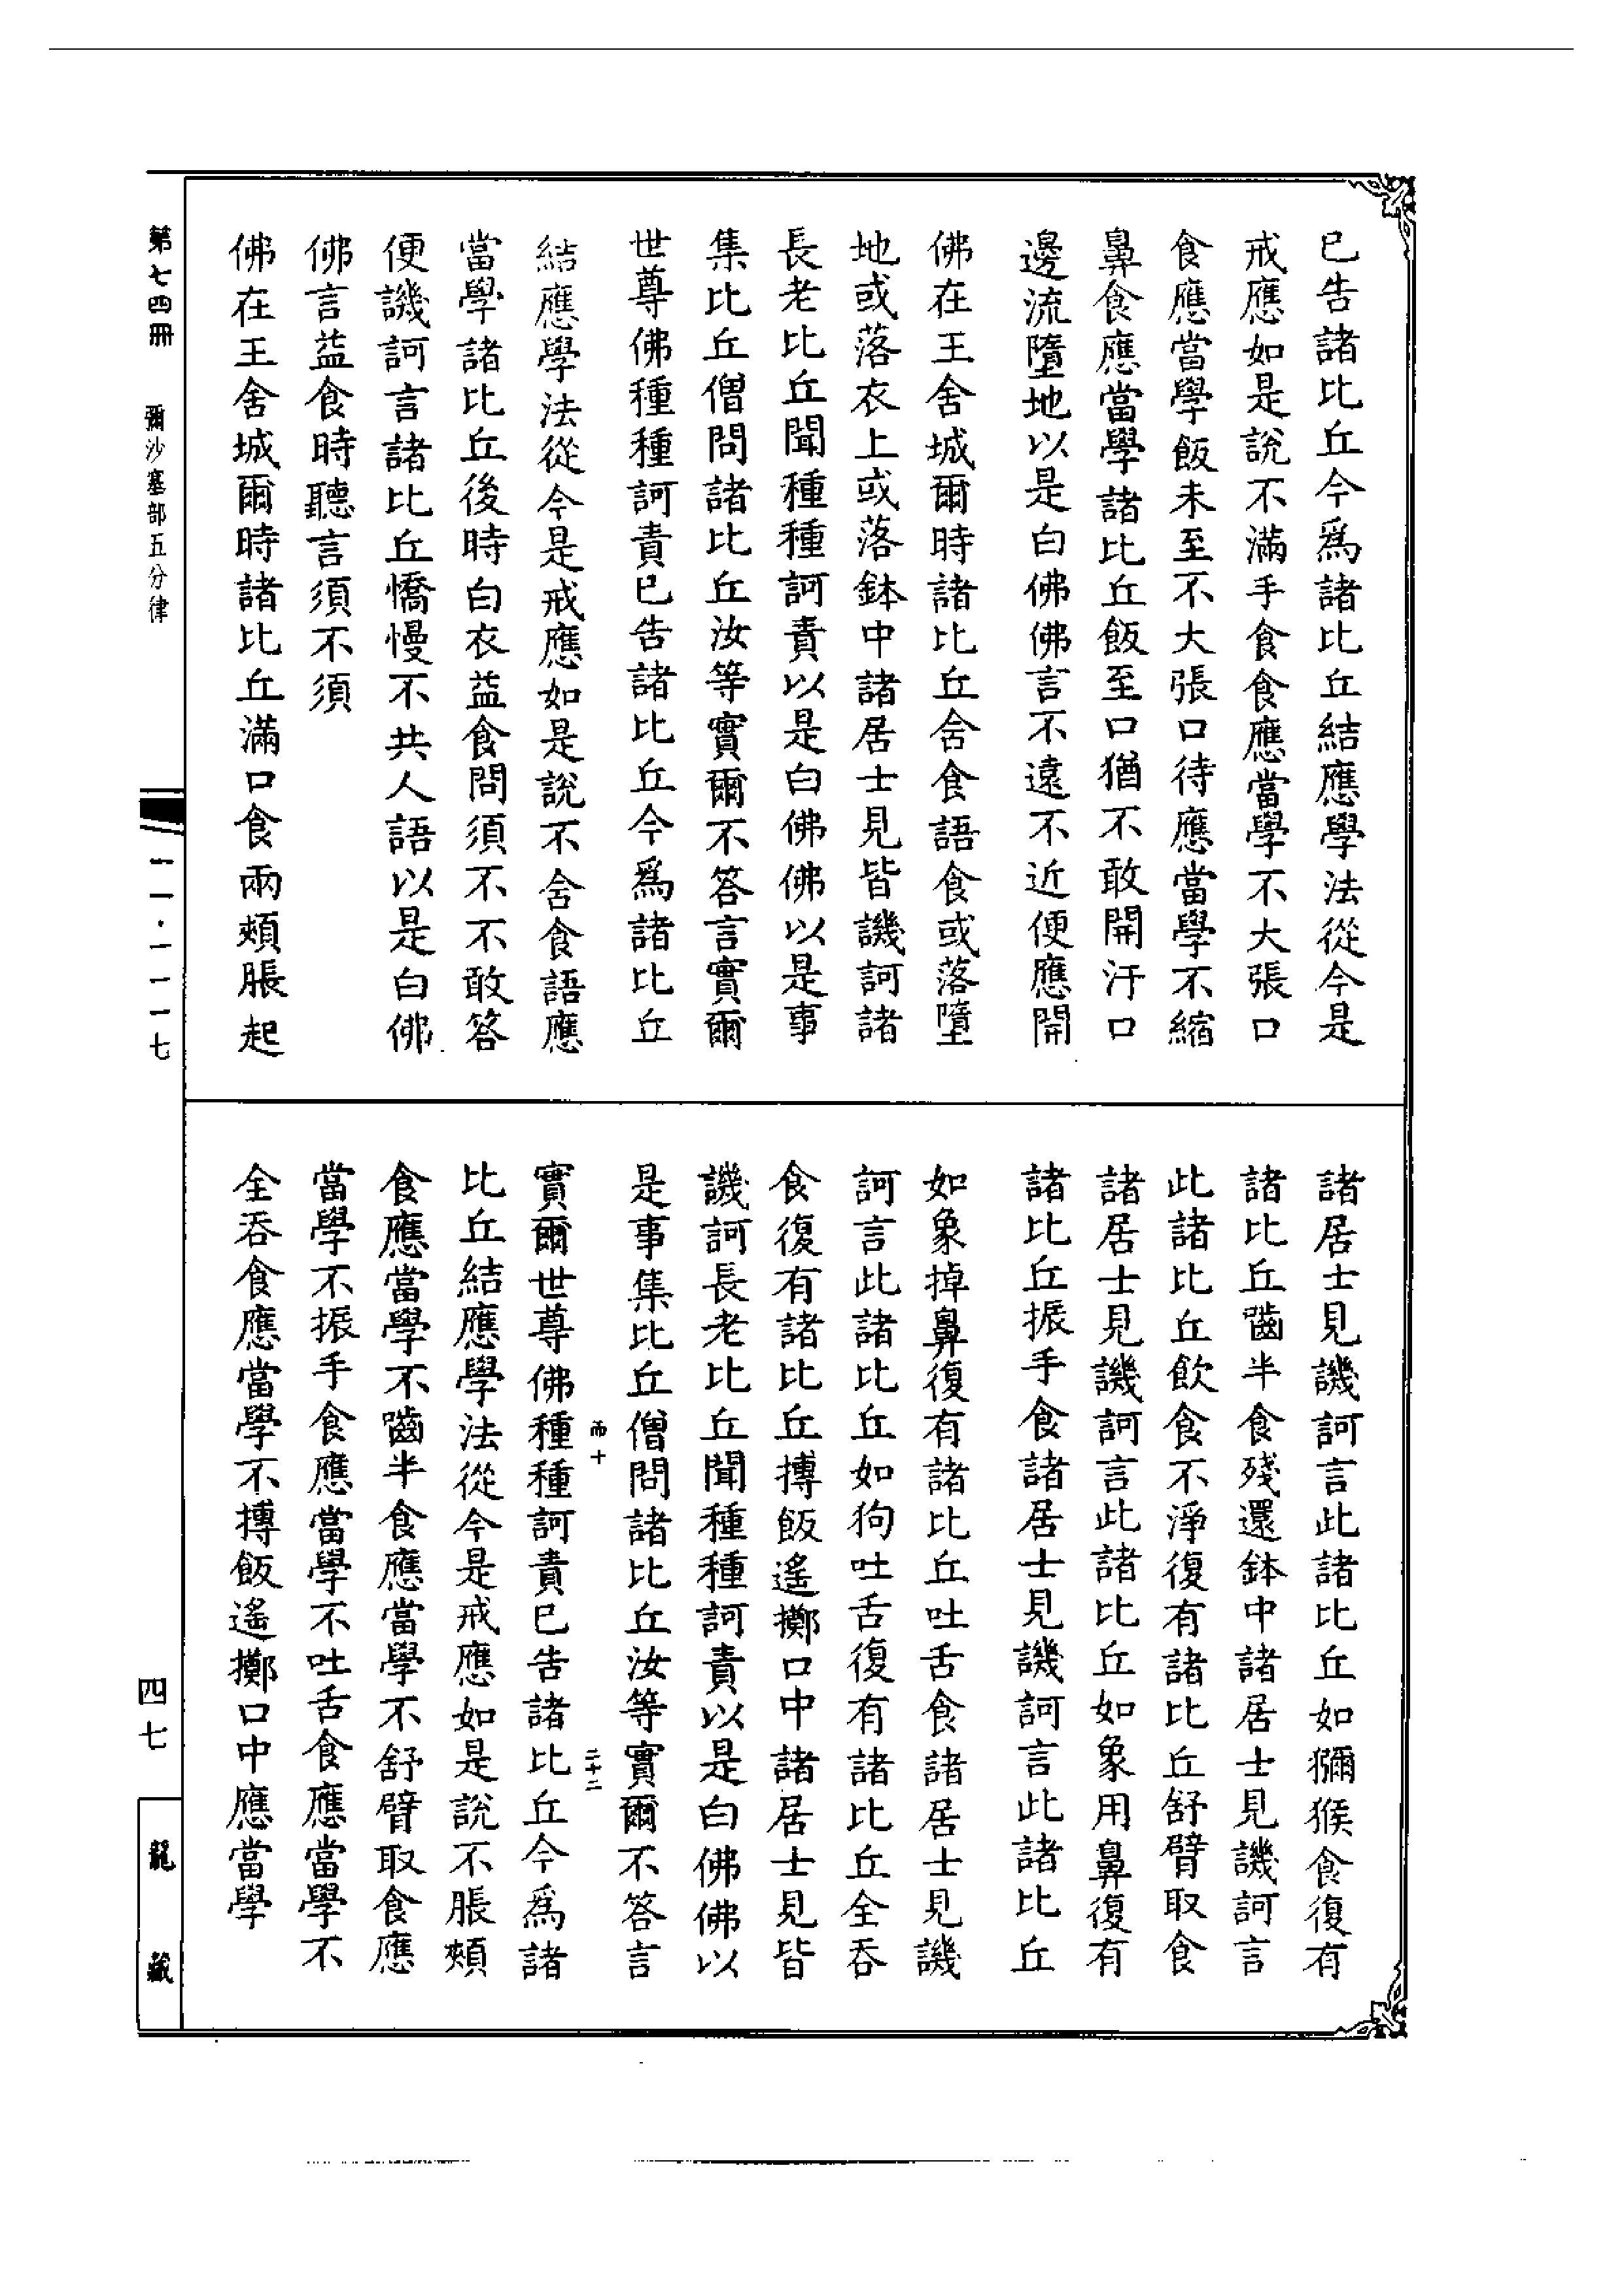 已告諸比丘今爲諸比丘結應學法從今是
戒應如是說不滿手食食應當學不大張口
食應當學飯未至不大張口待應當學不縮
鼻食應當學諸比丘飯至口猶不敢開汙口
邊流墮地以是白佛佛言不遠不近便應開
佛在王舍城爾時諸比丘含食語食或落墮
地或落衣上或落鉢中諸居士見皆譏訶諸
長老比丘聞種種訶責以是白佛佛以是事
集比丘僧問諸比丘汝等實爾不答言實爾
世尊佛種種訶責已告諸比丘今爲諸比丘
結應學法從今是戒應如是說不含食語應
當學諸比丘後時白衣益食問須不不敢答
便譏訶言諸比丘憍慢不共人語以是白佛
佛言益食時聽言須不須
佛在王舍城爾時諸比丘滿口食兩頰脹起
諸居士見譏訶言此諸比丘如獼猴食復有
諸比丘嚙半食殘還鉢中諸居士見譏訶言
此諸比丘飲食不淨復有諸比丘舒臂取食
諸居士見譏訶言此諸比丘如象用鼻復有
諸比丘振手食諸居士見譏訶言此諸比丘
如象掉鼻復有諸比丘吐舌食諸居士見譏
訶言此諸比丘如狗吐舌復有諸比丘全吞
食復有諸比丘摶飯遙擲口中諸居士見皆
譏訶長老比丘聞種種訶責以是白佛佛以
是事集比丘僧問諸比丘汝等實爾不答言
而十 二十二
實爾世尊佛種種訶責已告諸比丘今爲諸
比丘結應學法從今是戒應如是說不脹頰
食應當學不嚙半食應當學不舒臂取食應
當學不振手食應當學不吐舌食應當學不
全吞食應當學不摶飯遙擲口中應當學
第七四冊 彌沙塞部五分律
二一·一一一七
四七
龍藏